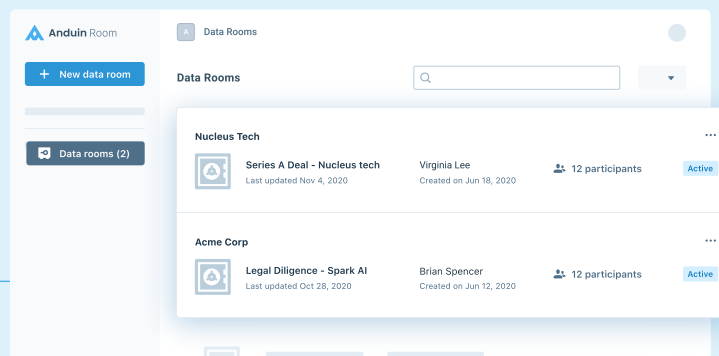 Anduin Room
A Data Rooms
+ New data room
Data Rooms
Data rooms (2)
Nucleus Tech
Series A Deal - Nucleus tech
Last updated Nov 4, 2020
Virginia Lee
Created on Jun 18, 2020
12 participants
Active
Acme Corp
Legal Diligence - Spark AI
Last updated Oct 28, 2020
Brian Spencer
Created on Jun 12, 2020
12 participants
Active